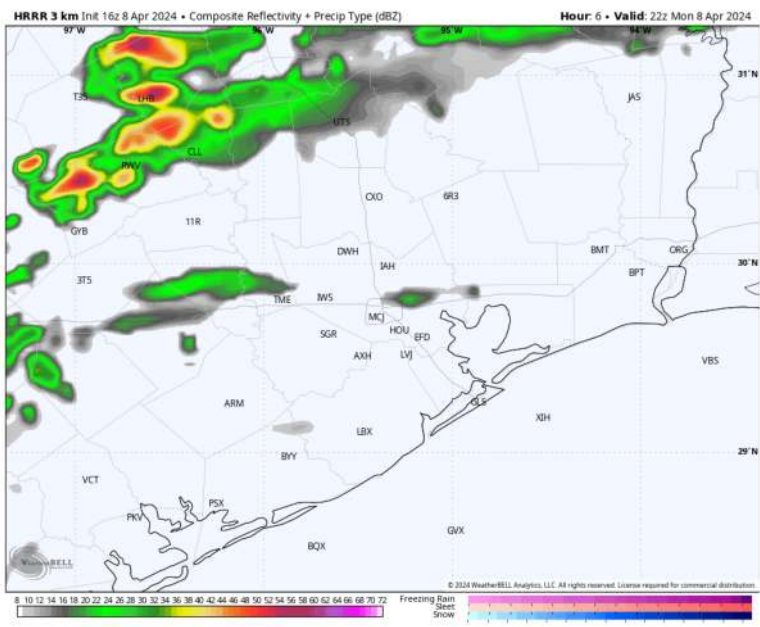 HRRR 3 km Init 16z 8 Apr 2024 • Composite Reflectivity + Precip Type (dBZ) Hour: 6 • Valid: 22z Mon 8 Apr 2024
97°W 96°W 95°W 94°W
31°N
T35 LHB JAS
UTS
CLL
RWV
CXO 6R3
11R
GYB
DWH BMT ORG
IAH 30°N
3T5 BPT
TME IWS
MCJ
SGR HOU EFD
AXH LVJ VBS
ARM GLS
XIH
LBX
BYY 29°N
VCT
PSX
PKV
GVX
BQX
WeatherBELL
© 2024 WeatherBELL Analytics, LLC. All rights reserved. License required for commercial distribution.
8 10 12 14 16 18 20 22 24 26 28 30 32 34 36 38 40 42 44 46 48 50 52 54 56 58 60 62 64 66 68 70 72
Freezing Rain
Sleet
Snow